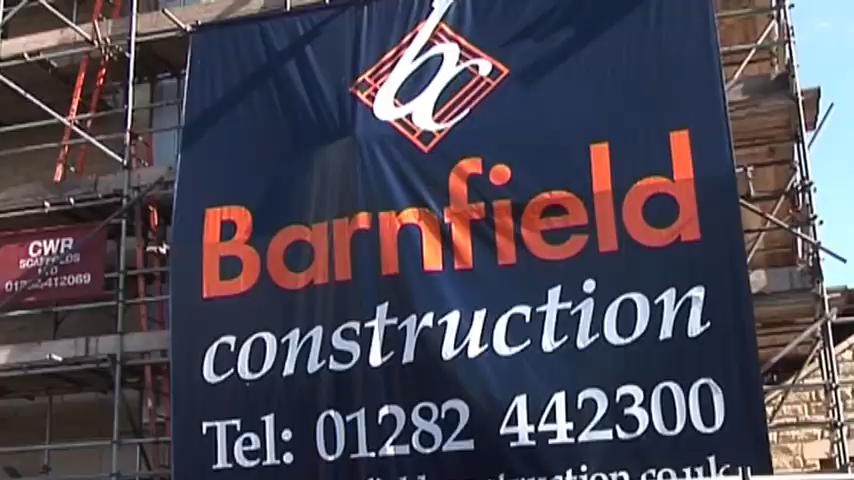 bc
Barnfield
construction
Tel: 01282 442300
CWR
SCAFFOLDS